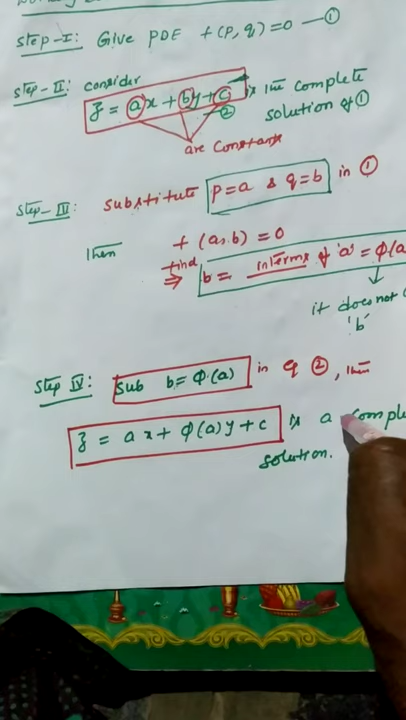 Step-I: Give PDE f(p, q)=0 —①
Step-II: consider
z = ax + by + c is the complete
② solution of ①
are constants
Step-III: substitute p=a & q=b in ①
Then f(a,b)=0
find
⇒ b = interms of 'a' = φ(a
it does not
'b'
Step IV: sub b=φ(a) in q ②, then
z = ax+ φ(a)y+c is a comple
solution.